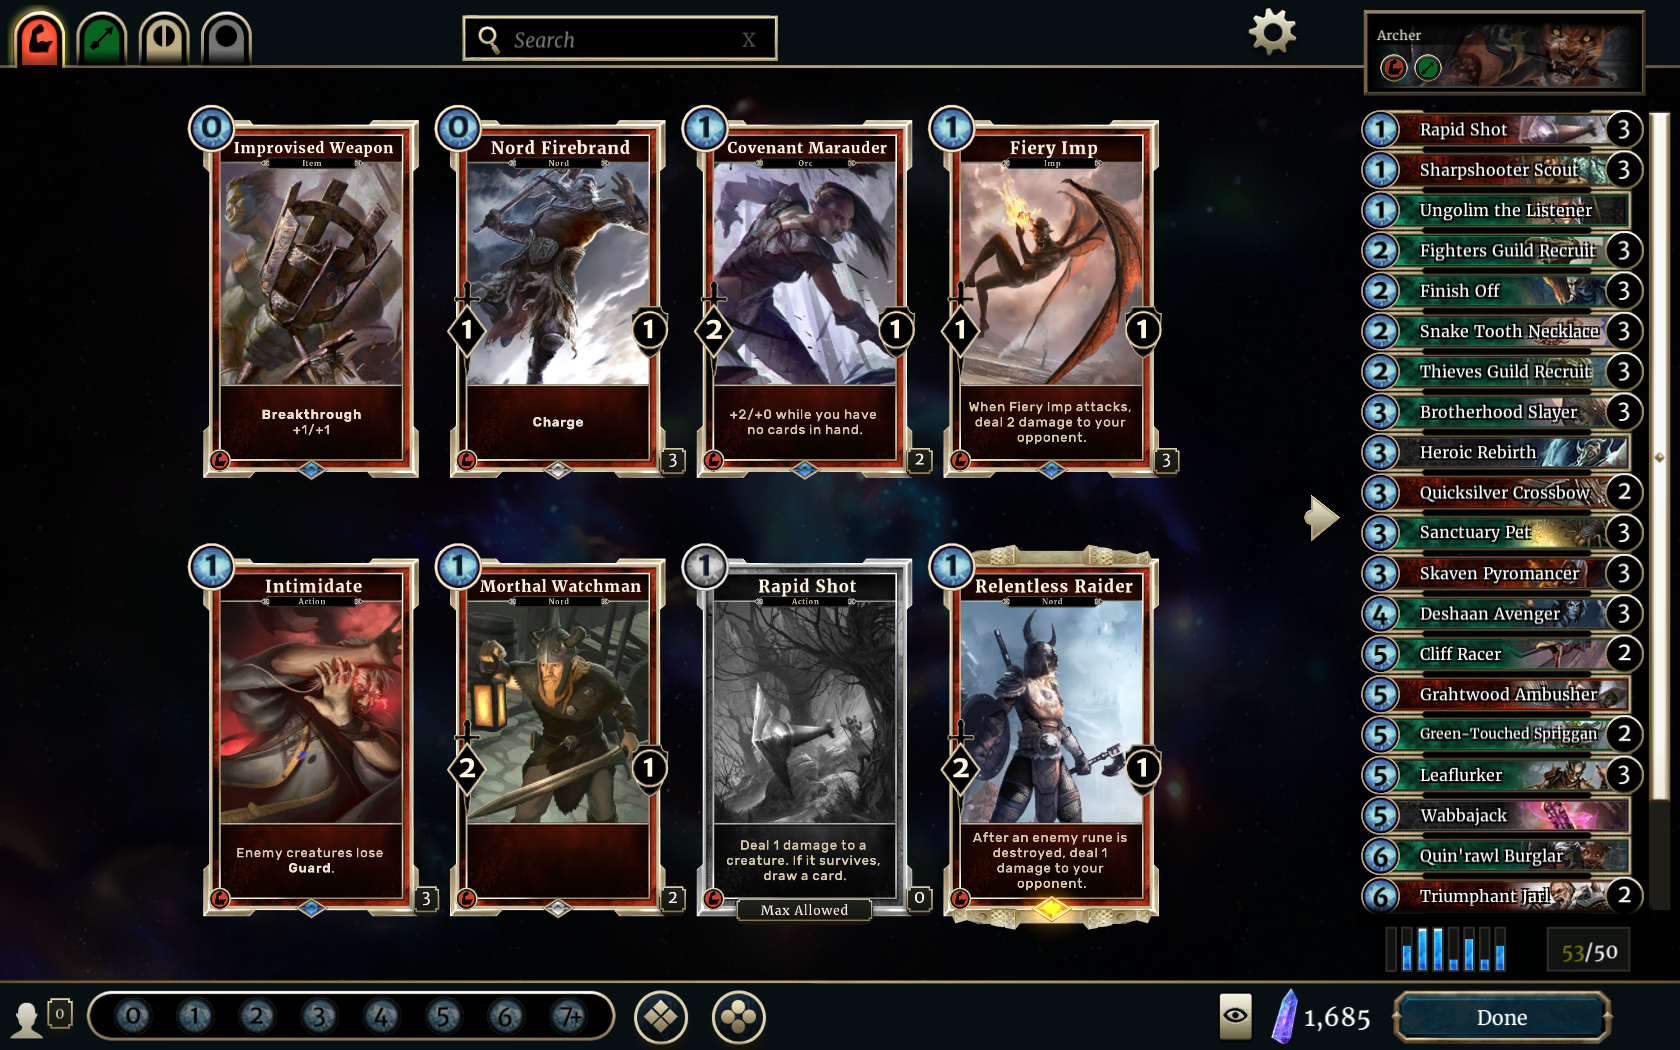 Search X
Archer
0 Improvised Weapon
Item
Breakthrough
+1/+1
0 Nord Firebrand
Nord
1 1
Charge
3
1 Covenant Marauder
Orc
2 1
+2/+0 while you have
no cards in hand.
2
1 Fiery Imp
Imp
1 1
When Fiery Imp attacks,
deal 2 damage to your
opponent.
3
1 Intimidate
Action
Enemy creatures lose
Guard.
3
1 Morthal Watchman
Nord
2 1
2
1 Rapid Shot
Action
Deal 1 damage to a
creature. If it survives,
draw a card.
0
Max Allowed
1 Relentless Raider
Nord
2 1
After an enemy rune is
destroyed, deal 1
damage to your
opponent.
1 Rapid Shot 3
1 Sharpshooter Scout 3
1 Ungolim the Listener
2 Fighters Guild Recruit 3
2 Finish Off 3
2 Snake Tooth Necklace 3
2 Thieves Guild Recruit 3
3 Brotherhood Slayer 3
3 Heroic Rebirth
3 Quicksilver Crossbow 2
3 Sanctuary Pet 3
3 Skaven Pyromancer 3
4 Deshaan Avenger 3
5 Cliff Racer 2
5 Grahtwood Ambusher
5 Green-Touched Spriggan 2
5 Leaflurker 3
5 Wabbajack
6 Quin'rawl Burglar
6 Triumphant Jarl 2
53/50
0
0 1 2 3 4 5 6 7+
1,685
Done